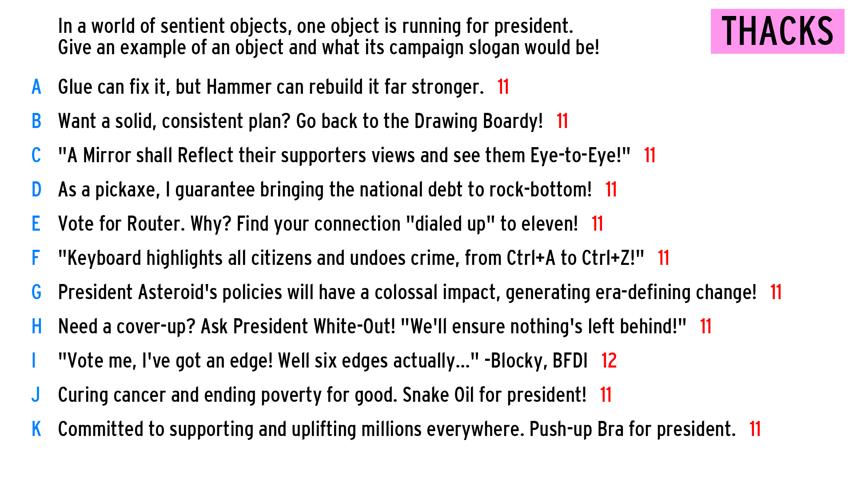 In a world of sentient objects, one object is running for president.
Give an example of an object and what its campaign slogan would be!
THACKS
A Glue can fix it, but Hammer can rebuild it far stronger. 11
B Want a solid, consistent plan? Go back to the Drawing Boardy! 11
C "A Mirror shall Reflect their supporters views and see them Eye-to-Eye!" 11
D As a pickaxe, I guarantee bringing the national debt to rock-bottom! 11
E Vote for Router. Why? Find your connection "dialed up" to eleven! 11
F "Keyboard highlights all citizens and undoes crime, from Ctrl+A to Ctrl+Z!" 11
G President Asteroid's policies will have a colossal impact, generating era-defining change! 11
H Need a cover-up? Ask President White-Out! "We'll ensure nothing's left behind!" 11
I "Vote me, I've got an edge! Well six edges actually..." -Blocky, BFDI 12
J Curing cancer and ending poverty for good. Snake Oil for president! 11
K Committed to supporting and uplifting millions everywhere. Push-up Bra for president. 11